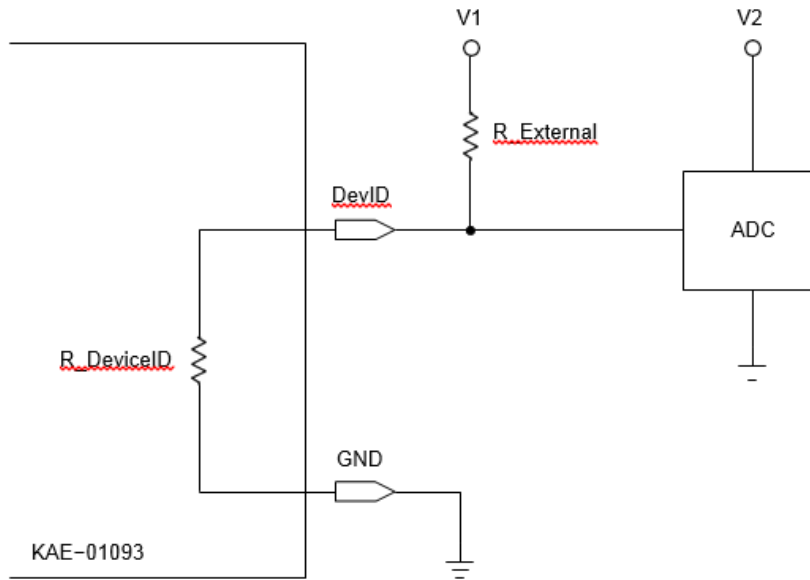 V1
V2
R_External
DevID
ADC
R_DeviceID
GND
KAE−01093